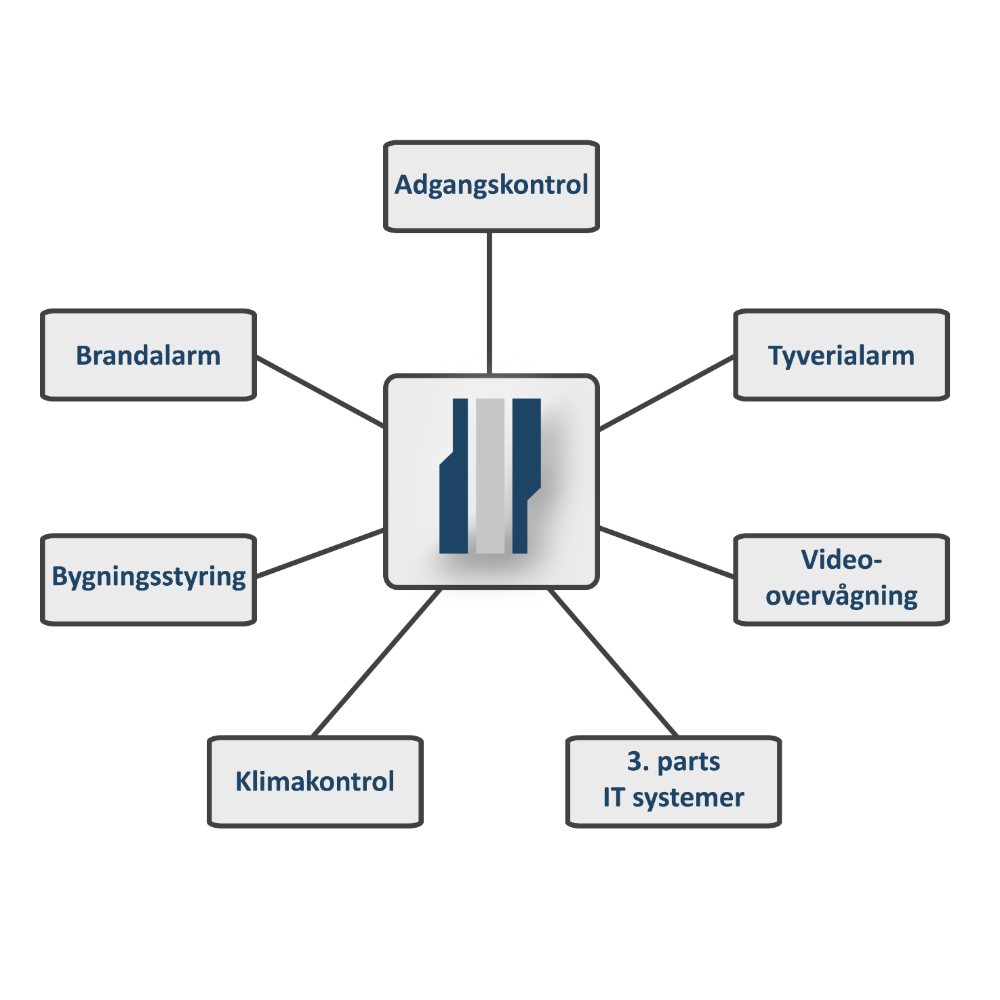 Adgangskontrol
Brandalarm
Tyverialarm
Bygningsstyring
Video-
overvågning
Klimakontrol
3. parts
IT systemer